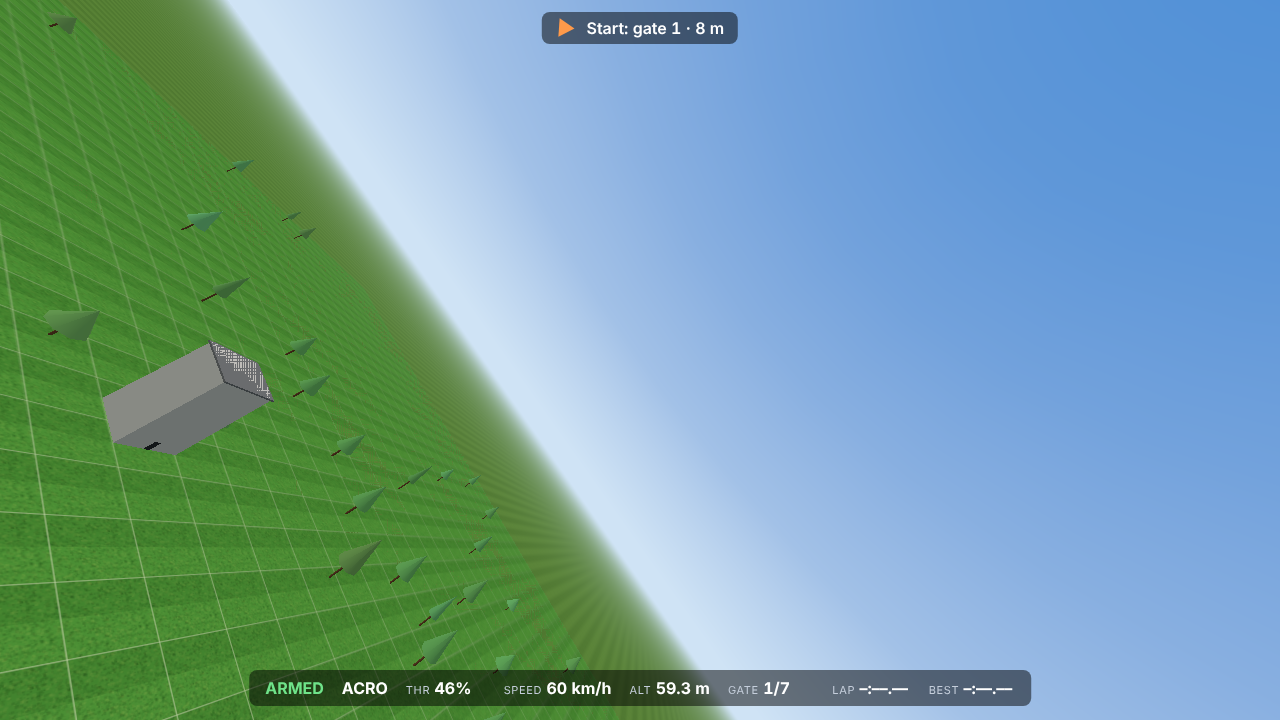 Start: gate 1 · 8 m
ARMED ACRO THR 46% SPEED 60 km/h ALT 59.3 m GATE 1/7 LAP –:––.–– BEST –:––.––